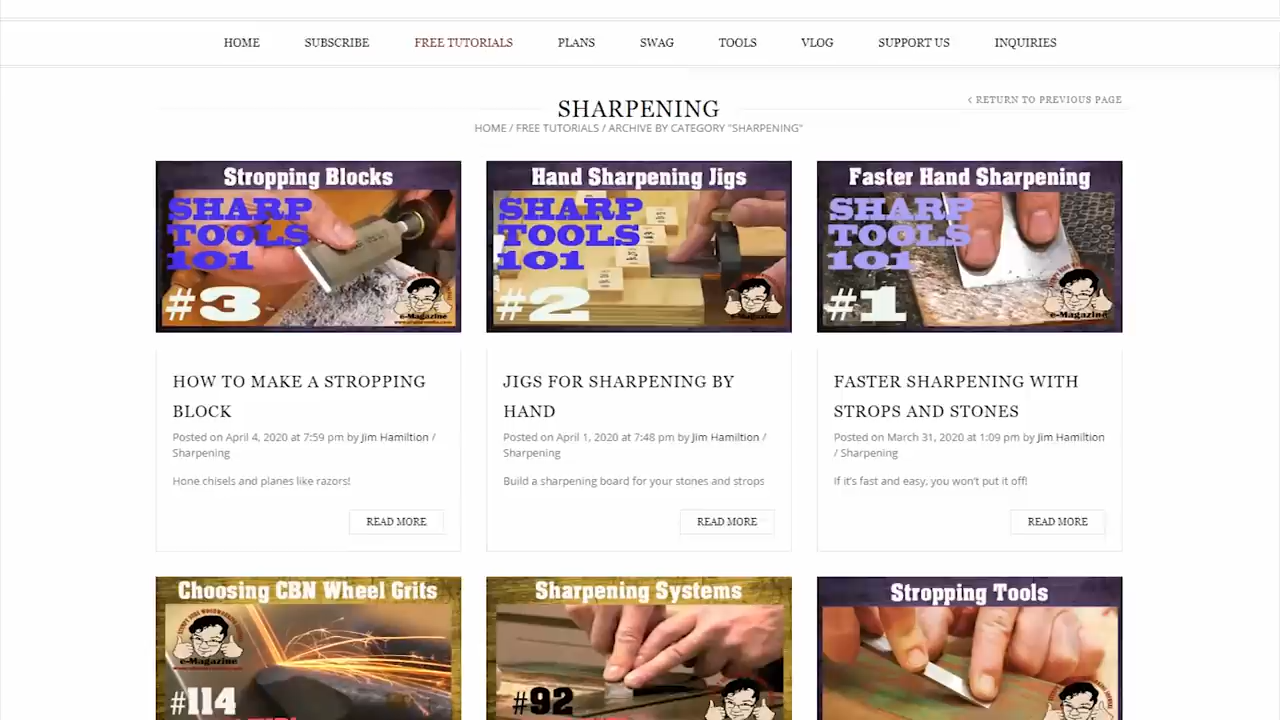 HOME SUBSCRIBE FREE TUTORIALS PLANS SWAG TOOLS VLOG SUPPORT US INQUIRIES
SHARPENING
< RETURN TO PREVIOUS PAGE
HOME / FREE TUTORIALS / ARCHIVE BY CATEGORY "SHARPENING"
Stropping Blocks
SHARP
TOOLS
101
#3
e-Magazine
Hand Sharpening Jigs
SHARP
TOOLS
101
#2
e-Magazine
Faster Hand Sharpening
SHARP
TOOLS
101
#1
e-Magazine
HOW TO MAKE A STROPPING
BLOCK
Posted on April 4, 2020 at 7:59 pm by Jim Hamilton /
Sharpening
Hone chisels and planes like razors!
READ MORE
JIGS FOR SHARPENING BY
HAND
Posted on April 1, 2020 at 7:48 pm by Jim Hamilton /
Sharpening
Build a sharpening board for your stones and strops
READ MORE
FASTER SHARPENING WITH
STROPS AND STONES
Posted on March 31, 2020 at 1:09 pm by Jim Hamilton
/ Sharpening
If it's fast and easy, you won't put it off!
READ MORE
Choosing CBN Wheel Grits
e-Magazine
#114
Sharpening Systems
#92
Stropping Tools